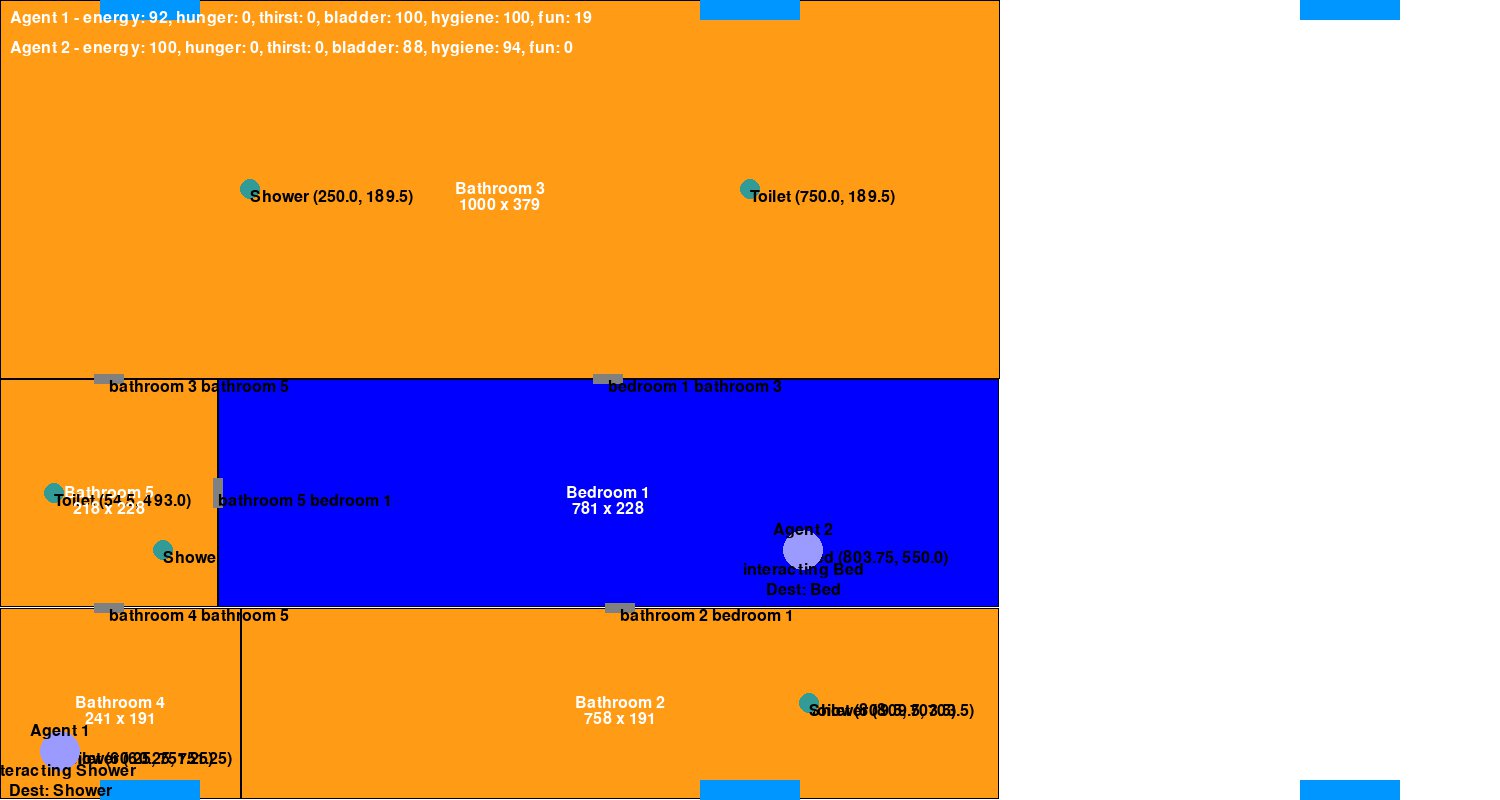 Agent 1 - energy: 92, hunger: 0, thirst: 0, bladder: 100, hygiene: 100, fun: 19
Agent 2 - energy: 100, hunger: 0, thirst: 0, bladder: 88, hygiene: 94, fun: 0
Shower (250.0, 189.5)
Bathroom 3
1000 x 379
Toilet (750.0, 189.5)
bathroom 3 bathroom 5
bedroom 1 bathroom 3
Bathroom 5
218 x 228
Toilet (54.5, 493.0)
bathroom 5 bedroom 1
Bedroom 1
781 x 228
Agent 2
Showe
(803.75, 550.0)
interacting Bed
Dest: Bed
bathroom 4 bathroom 5
bathroom 2 bedroom 1
Bathroom 4
241 x 191
Bathroom 2
758 x 191
Agent 1
teracting Shower
Dest: Shower